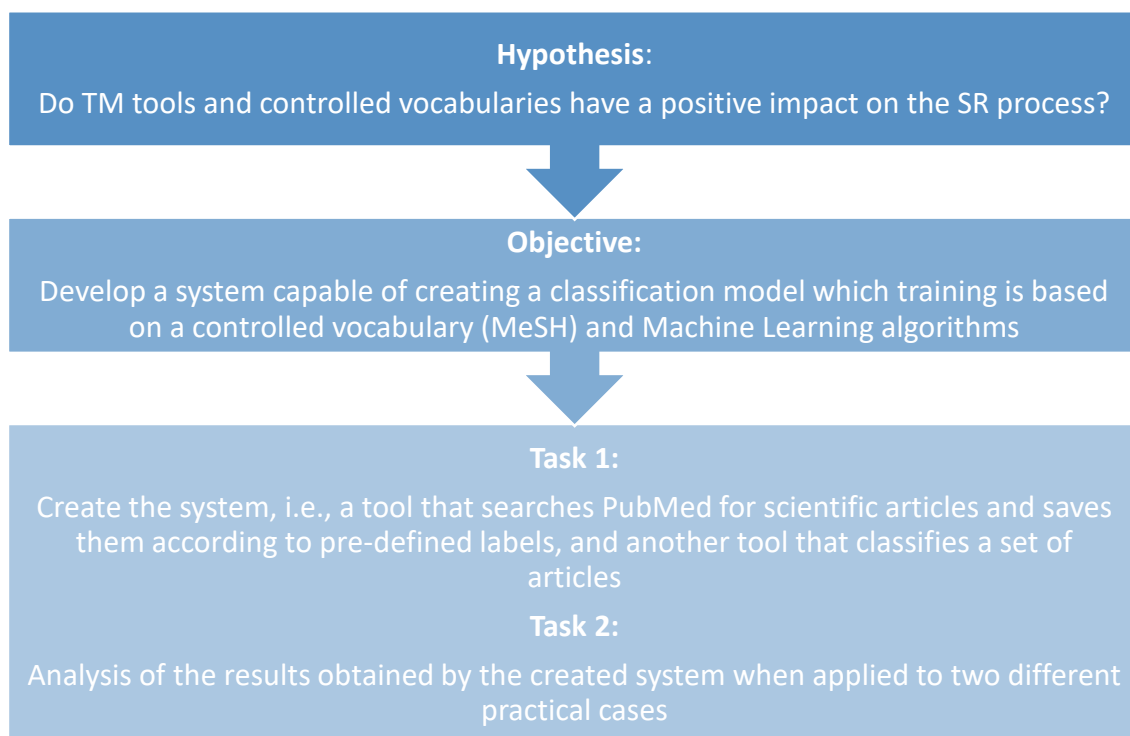 Hypothesis:
Do TM tools and controlled vocabularies have a positive impact on the SR process?
Objective:
Develop a system capable of creating a classification model which training is based
on a controlled vocabulary (MeSH) and Machine Learning algorithms
Task 1:
Create the system, i.e., a tool that searches PubMed for scientific articles and saves
them according to pre-defined labels, and another tool that classifies a set of
articles
Task 2:
Analysis of the results obtained by the created system when applied to two different
practical cases